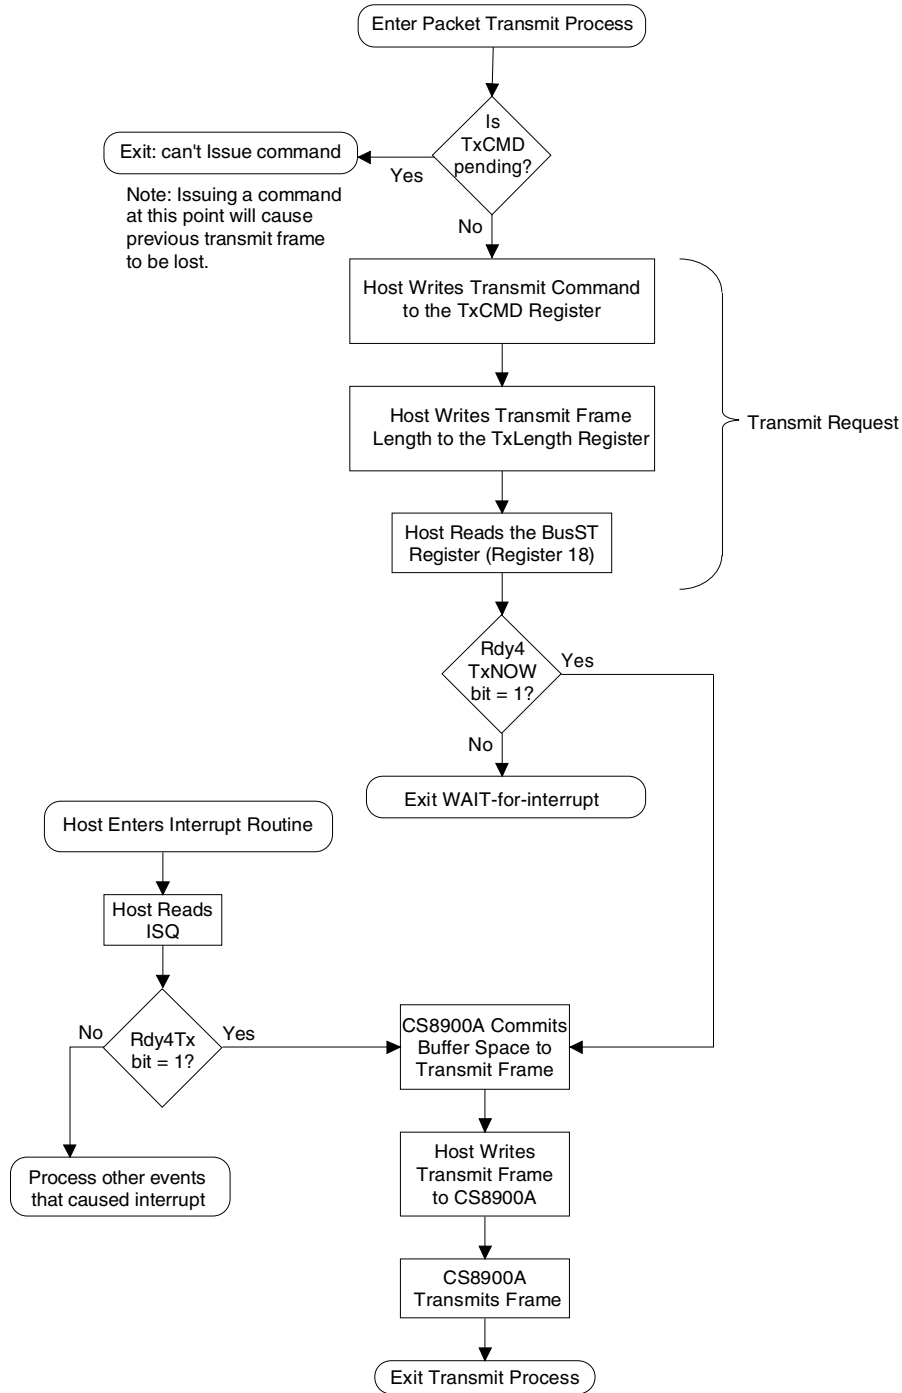 Enter Packet Transmit Process
Is
TxCMD
pending?
Exit: can't Issue command
Yes
Note: Issuing a command
at this point will cause
previous transmit frame
to be lost.
No
Host Writes Transmit Command
to the TxCMD Register
Host Writes Transmit Frame
Length to the TxLength Register
Transmit Request
Host Reads the BusST
Register (Register 18)
Rdy4
TxNOW
bit = 1?
Yes
No
Exit WAIT-for-interrupt
Host Enters Interrupt Routine
Host Reads
ISQ
Rdy4Tx
bit = 1?
No
Yes
CS8900A Commits
Buffer Space to
Transmit Frame
Process other events
that caused interrupt
Host Writes
Transmit Frame
to CS8900A
CS8900A
Transmits Frame
Exit Transmit Process